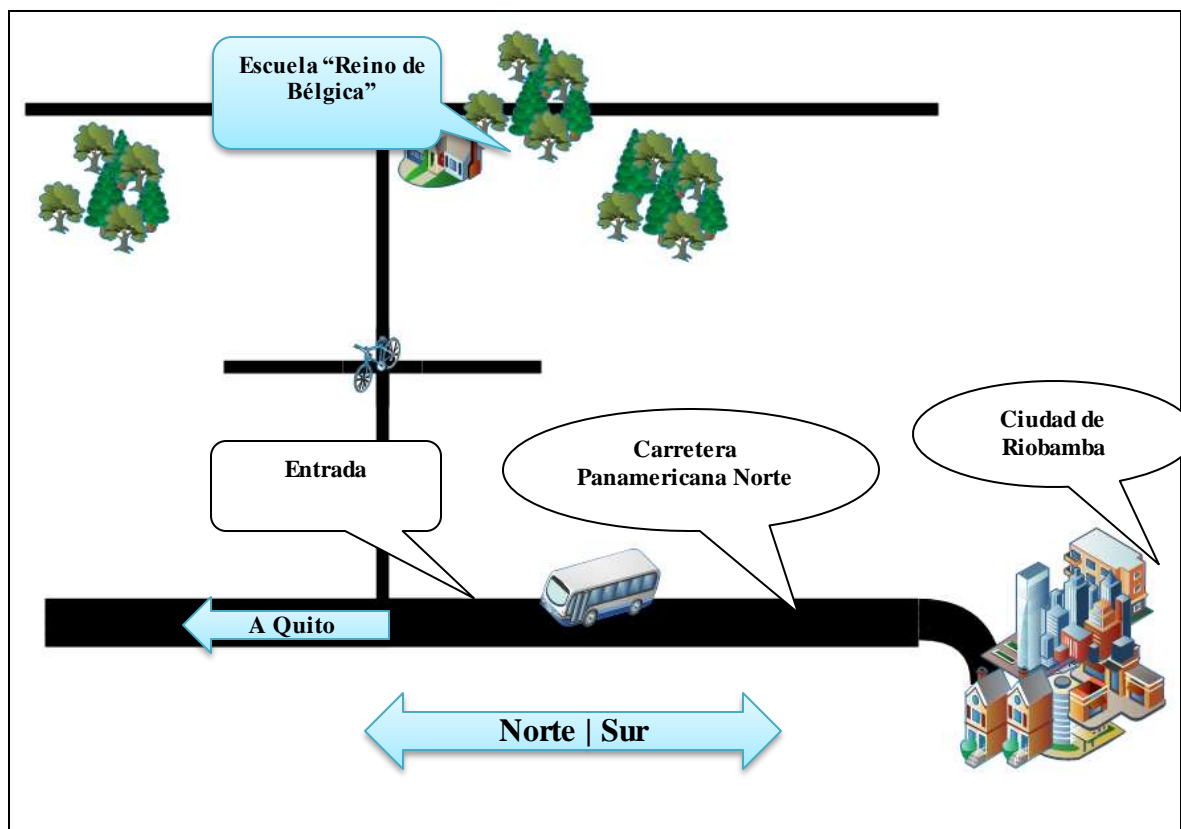 Escuela “Reino de
Bélgica”
Entrada
Carretera
Panamericana Norte
Ciudad de
Riobamba
A Quito
Norte | Sur